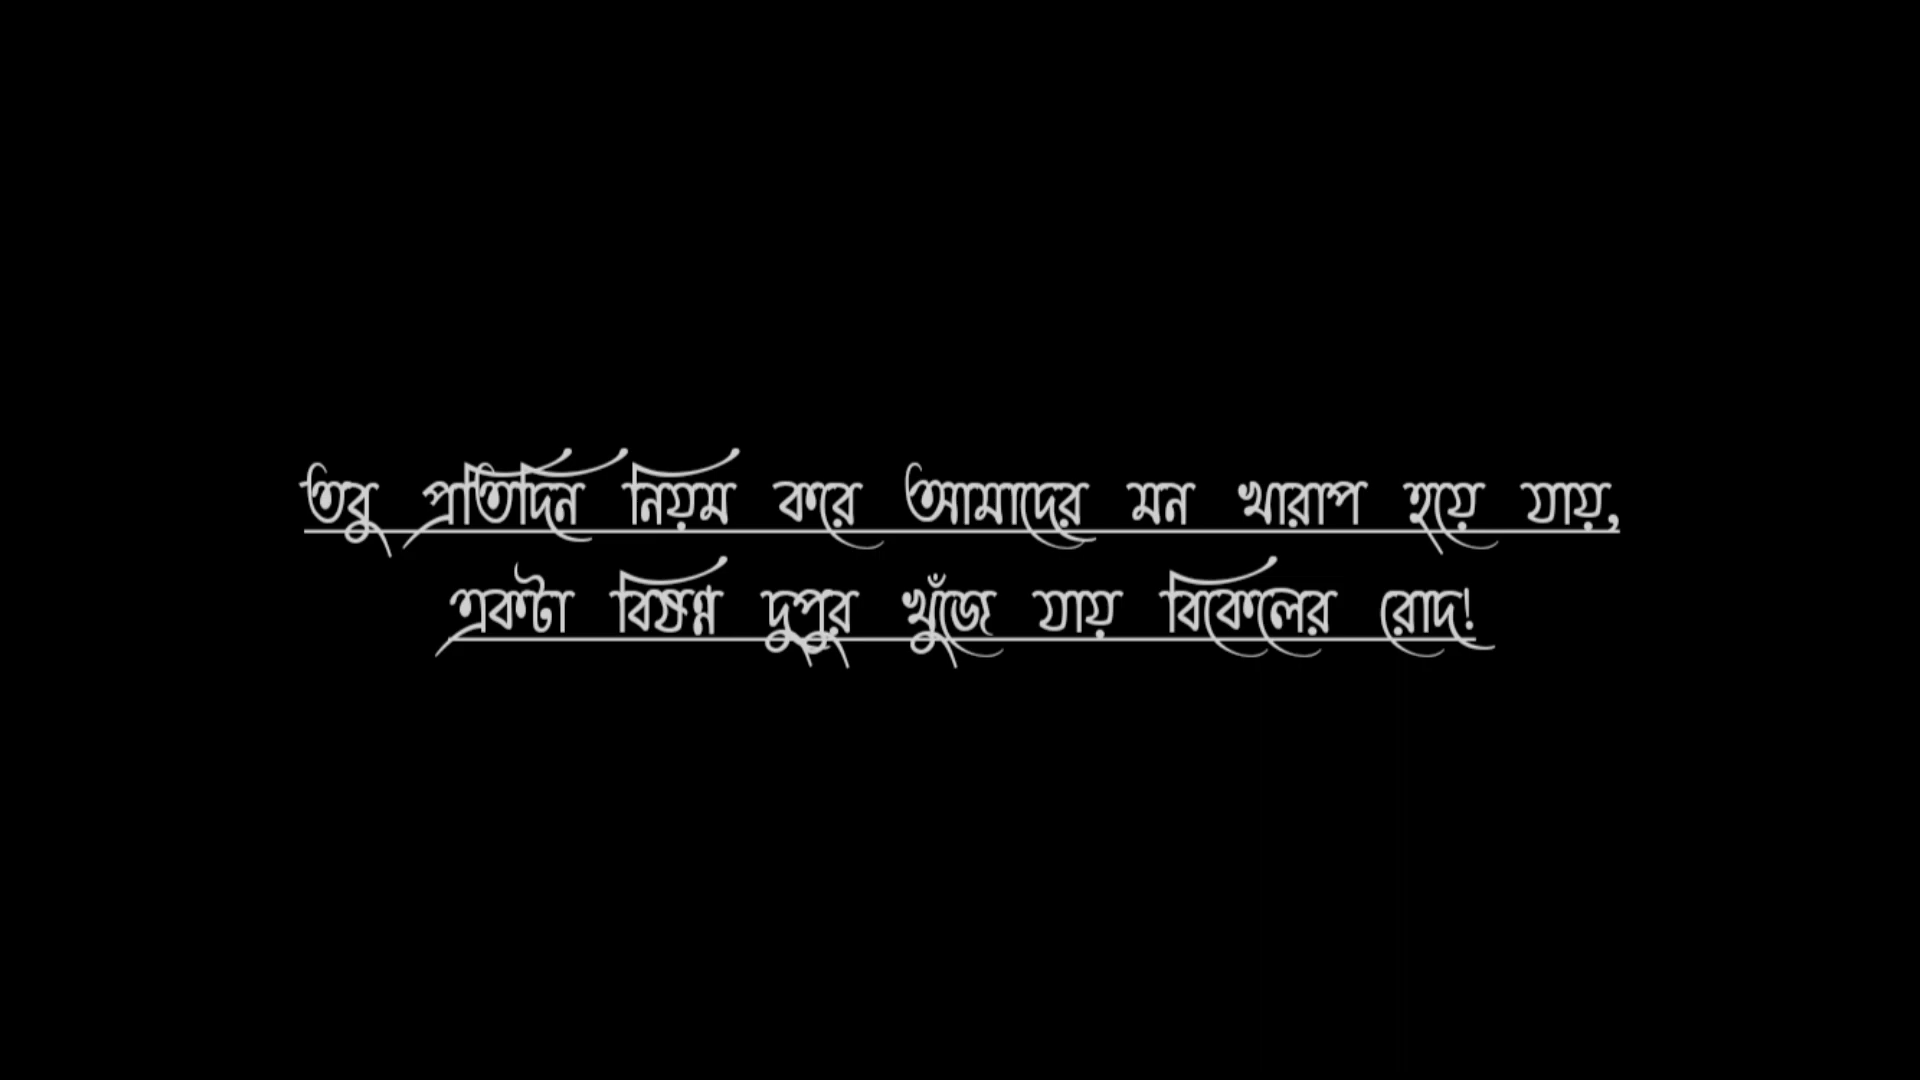 তবু প্রতিদিন নিয়ম করে আমাদের মন খারাপ হয়ে যায়,
একটা বিষণ্ন দুপুর খুঁজে যায় বিকেলের রোদ!